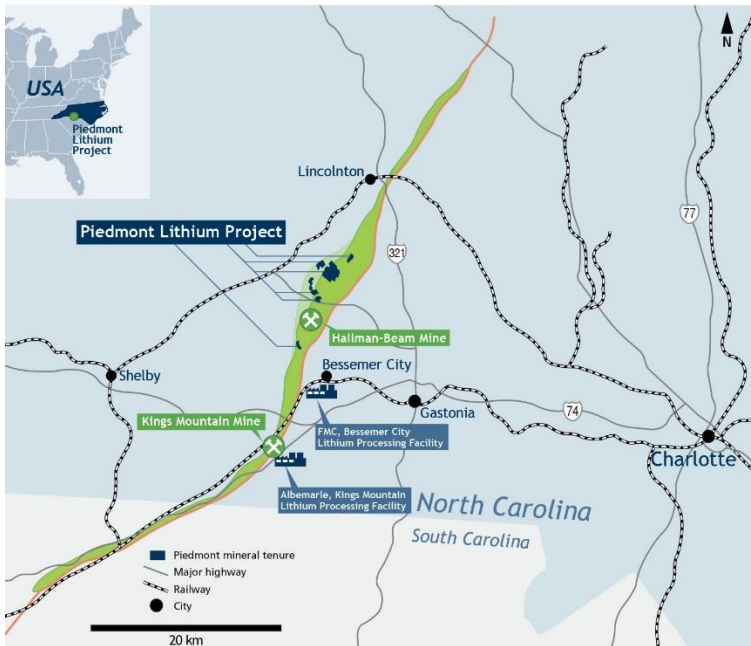 USA
Piedmont
Lithium
Project
N
Lincolnton
Piedmont Lithium Project
77
321
Hallman-Beam Mine
Shelby
Bessemer City
Gastonia
74
Kings Mountain Mine
FMC, Bessemer City
Lithium Processing Facility
Charlotte
Albemarle, Kings Mountain
Lithium Processing Facility
North Carolina
South Carolina
Piedmont mineral tenure
Major highway
Railway
City
20 km